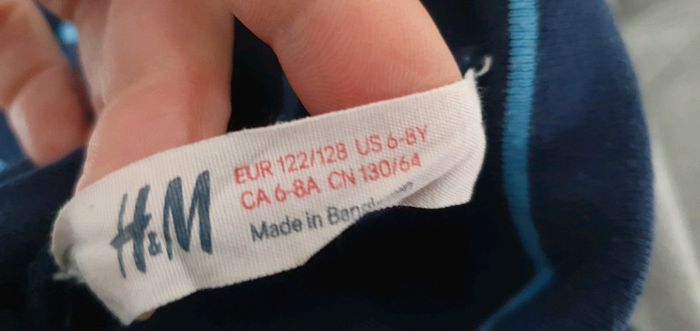 H&M
EUR 122/128 US 6-8Y
CA 6-8A CN 130/64
Made in